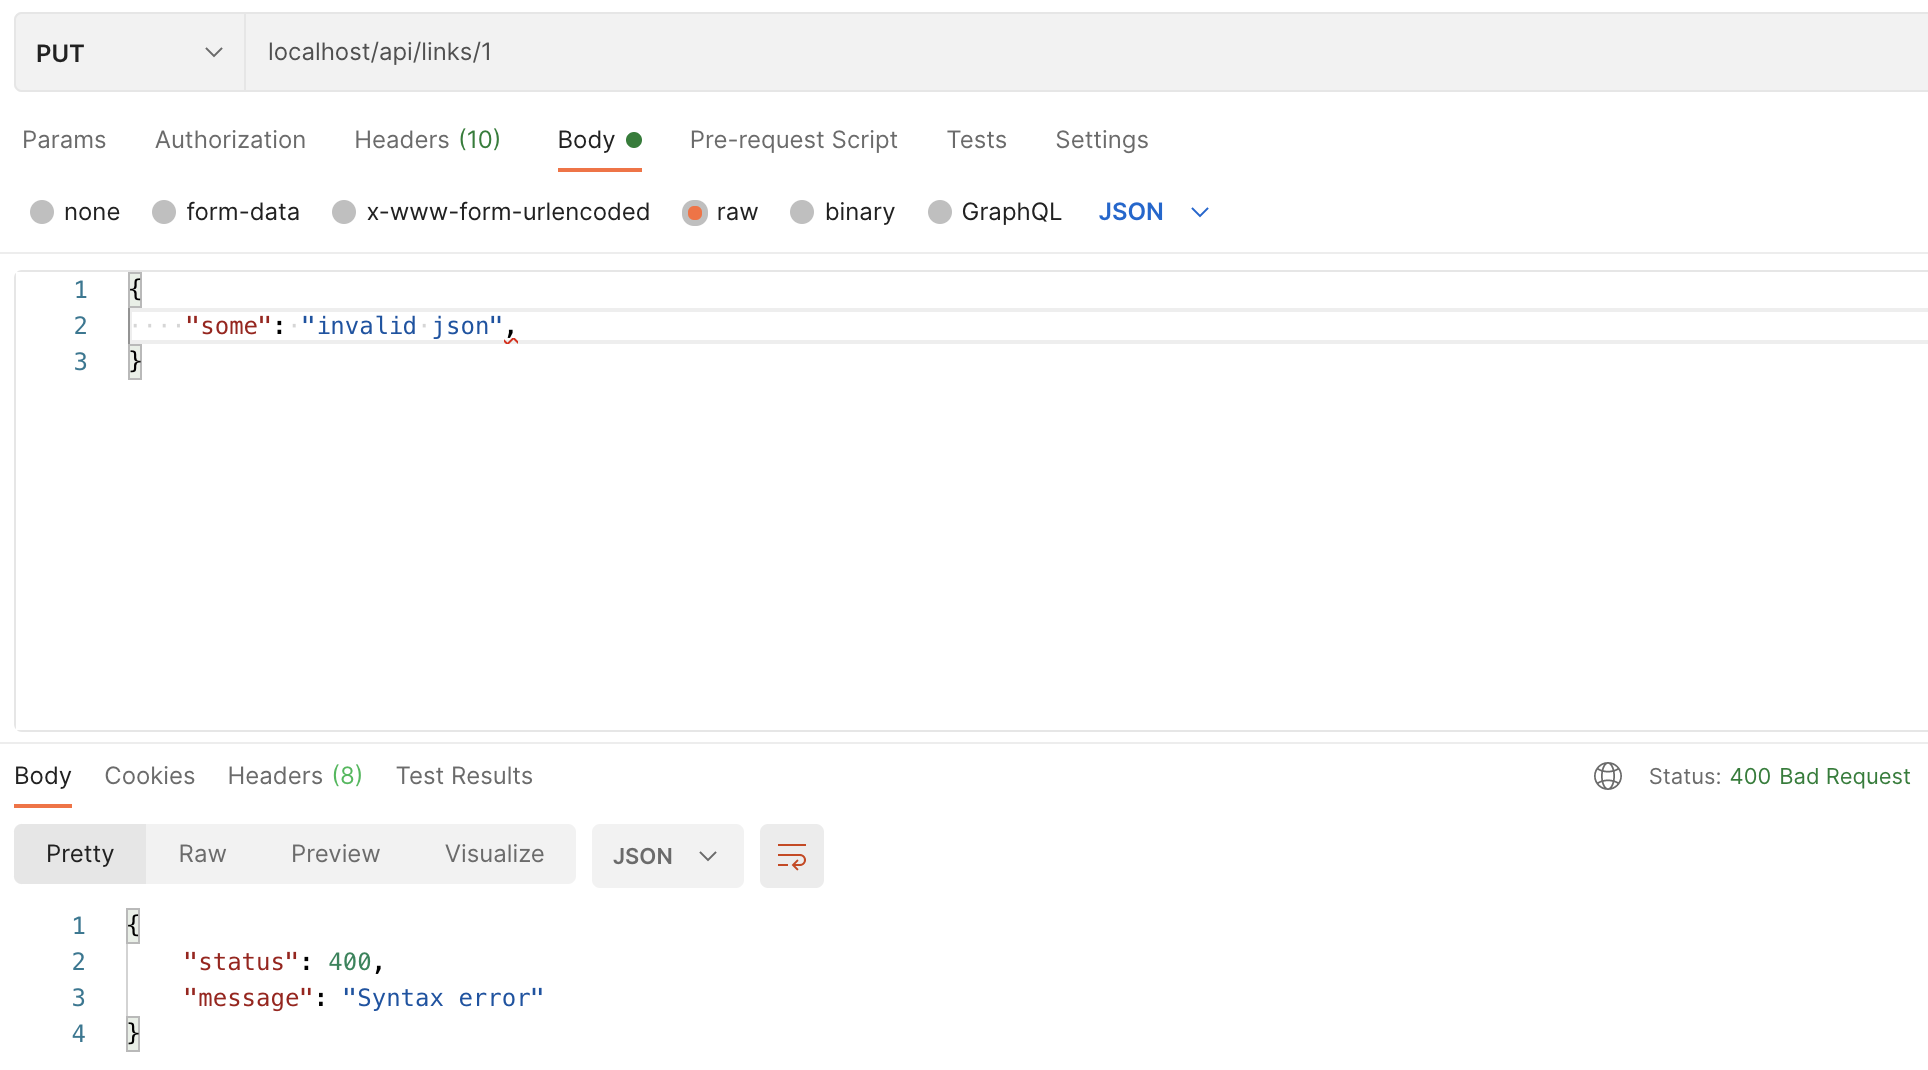 PUT localhost/api/links/1
Params Authorization Headers (10) Body Pre-request Script Tests Settings
none form-data x-www-form-urlencoded raw binary GraphQL JSON
1 {
2 "some": "invalid json",
3 }
Body Cookies Headers (8) Test Results Status: 400 Bad Request
Pretty Raw Preview Visualize JSON
1 {
2 "status": 400,
3 "message": "Syntax error"
4 }